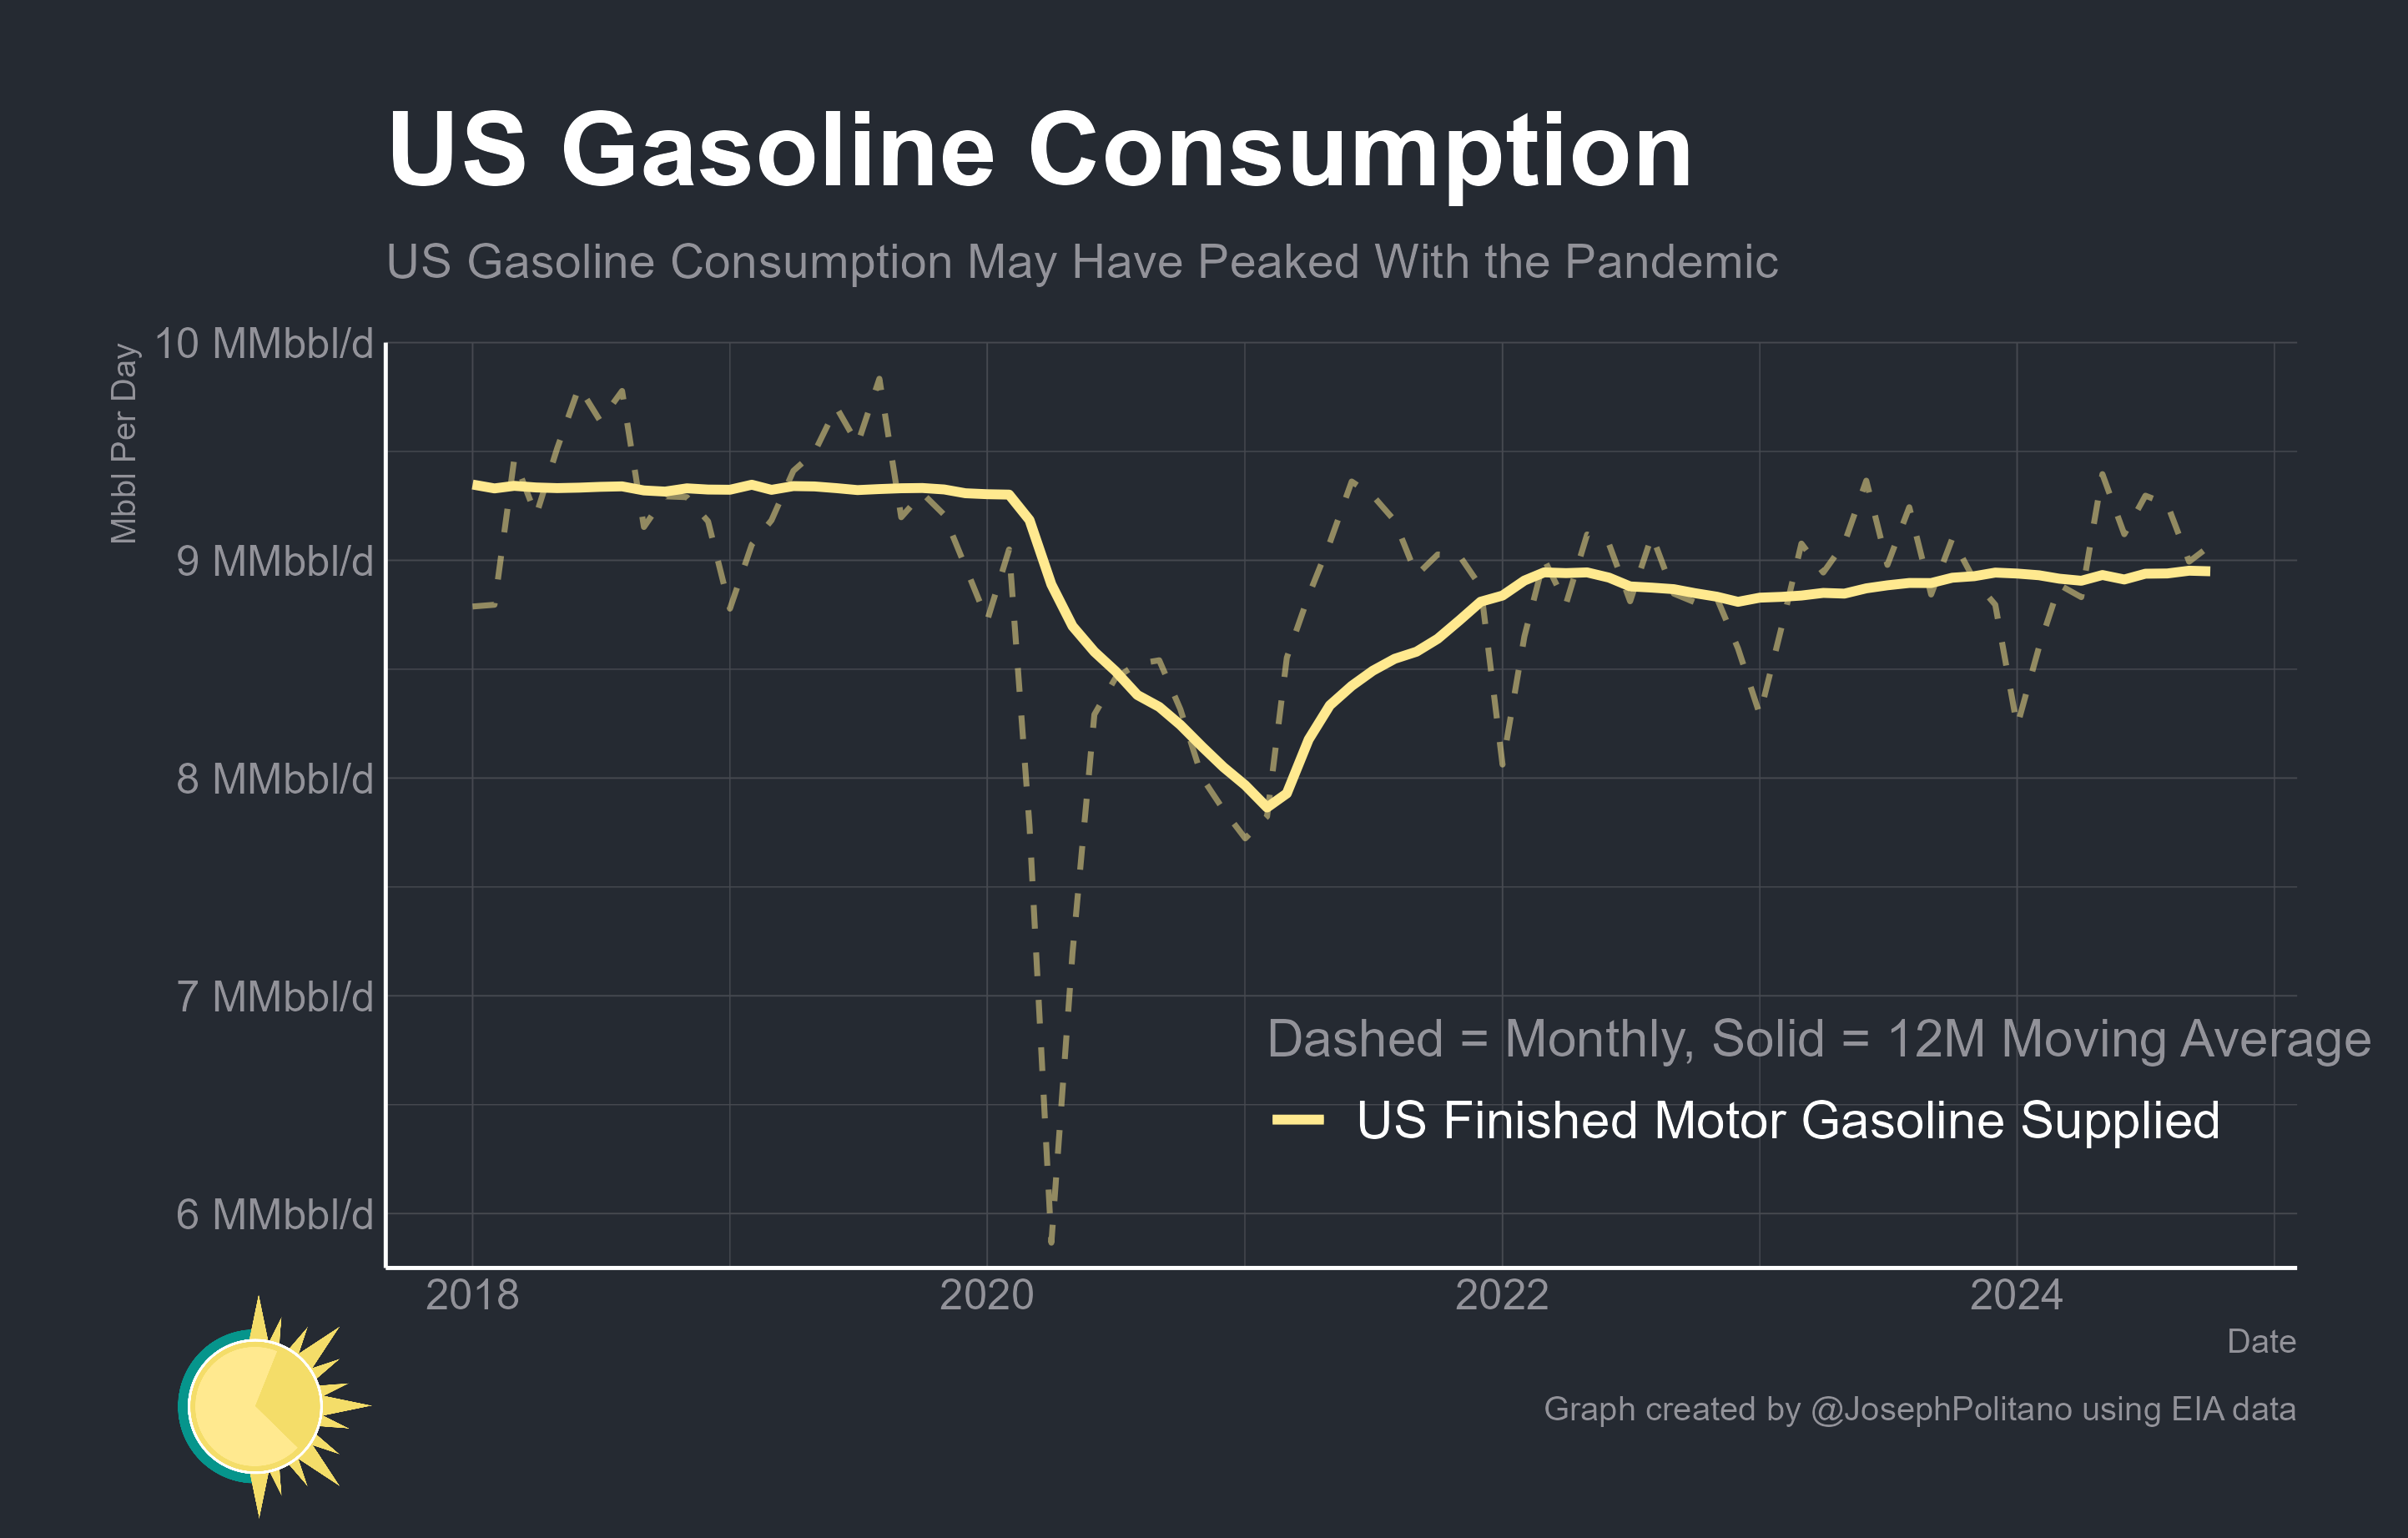 US Gasoline Consumption
US Gasoline Consumption May Have Peaked With the Pandemic
Mbbl Per Day
10 MMbbl/d
9 MMbbl/d
8 MMbbl/d
7 MMbbl/d
6 MMbbl/d
Dashed = Monthly, Solid = 12M Moving Average
US Finished Motor Gasoline Supplied
2018 2020 2022 2024
Date
Graph created by @JosephPolitano using EIA data